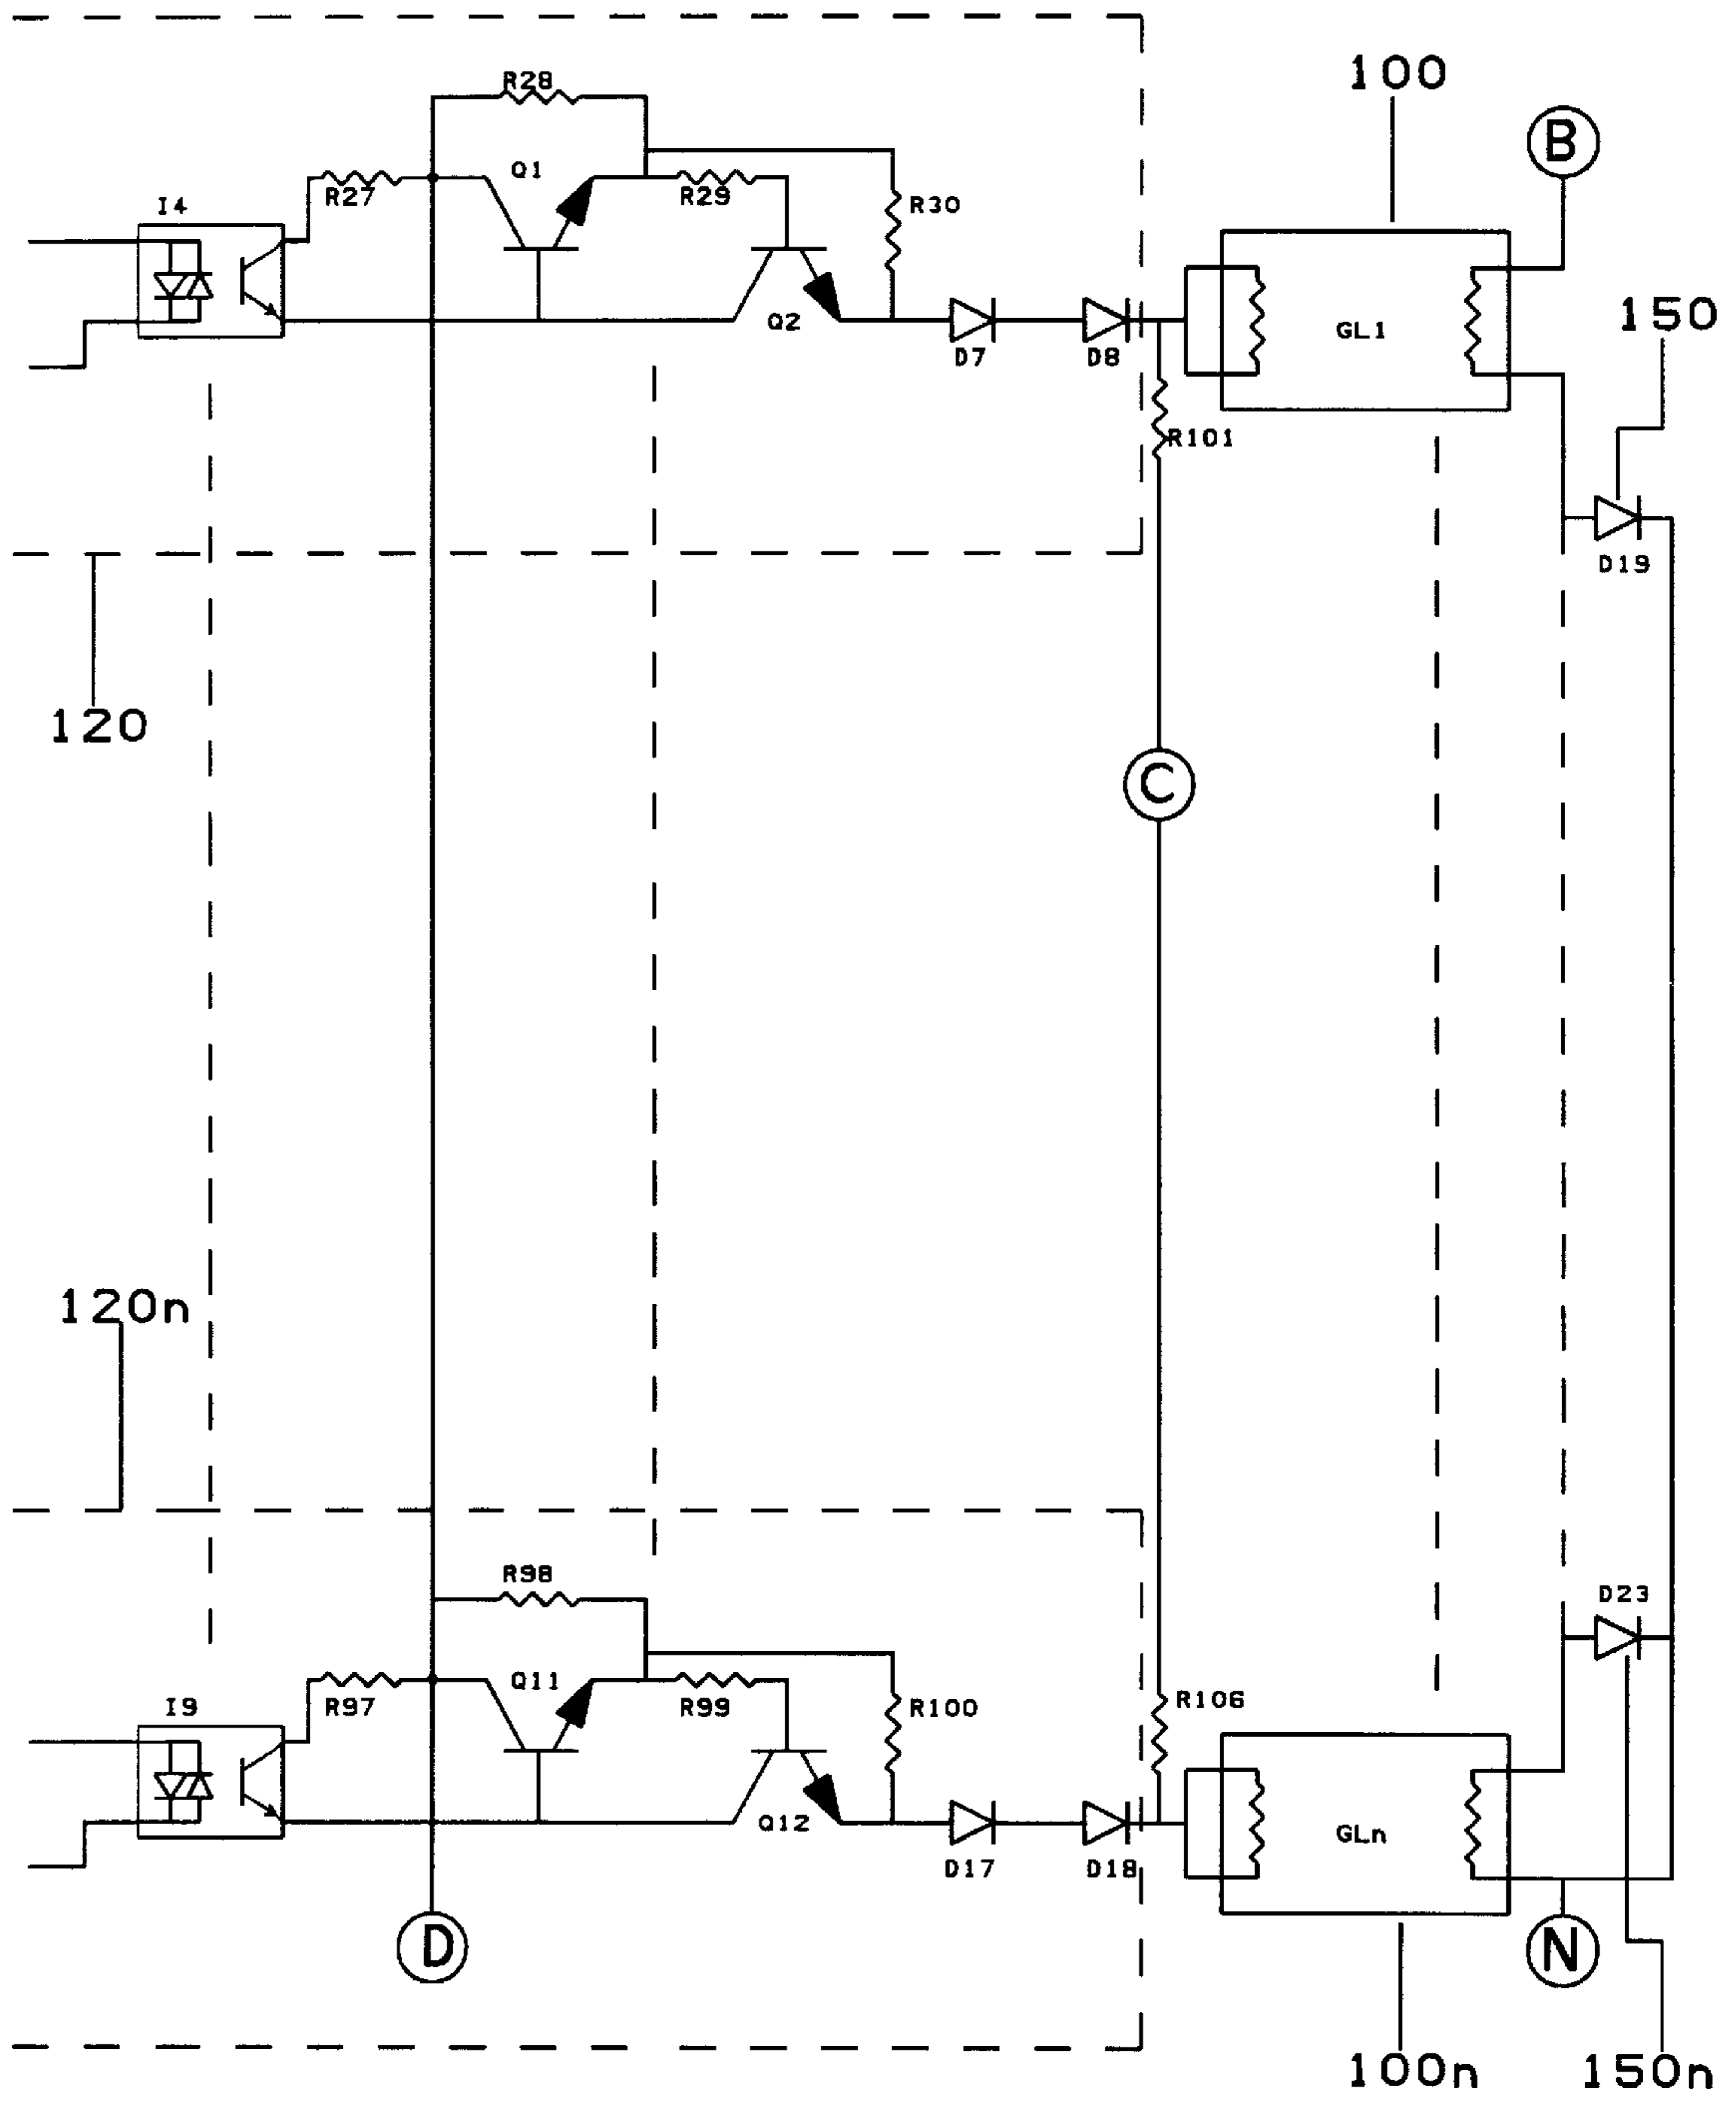 R28
100
B
Q1
R27
R29
R30
I4
150
Q2
GL1
D7
D8
R101
D19
120
C
120n
R98
D23
Q11
R97
R99
R100
R106
I9
Q12
GLn
D17
D18
D
N
100n
150n